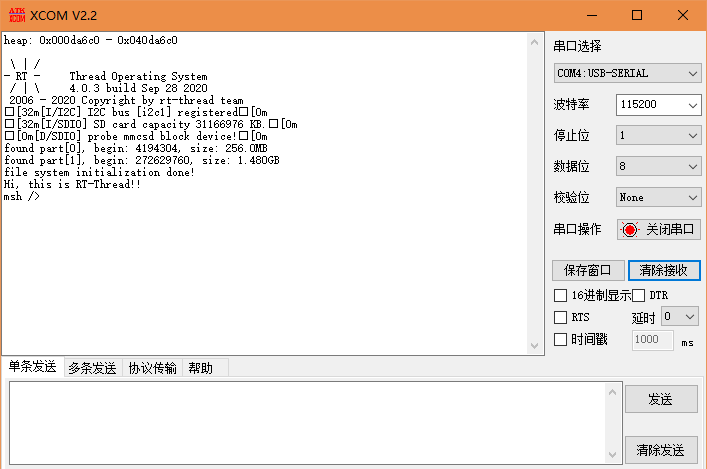 ATK
XCOM
XCOM V2.2
heap: 0x000da6c0 - 0x040da6c0
\ | /
- RT -     Thread Operating System
/ | \     4.0.3 build Sep 28 2020
2006 - 2020 Copyright by rt-thread team
□[32m[I/I2C] I2C bus [i2c1] registered□[0m
□[32m[I/SDIO] SD card capacity 31166976 KB.□[0m
□[0m[D/SDIO] probe mmcsd block device!□[0m
found part[0], begin: 4194304, size: 256.0MB
found part[1], begin: 272629760, size: 1.480GB
file system initialization done!
Hi, this is RT-Thread!!
msh />
串口选择
COM4:USB-SERIAL
波特率 115200
停止位 1
数据位 8
校验位 None
串口操作 关闭串口
保存窗口 清除接收
16进制显示 DTR
RTS 延时 0
时间戳 1000 ms
单条发送 多条发送 协议传输 帮助
发送
清除发送